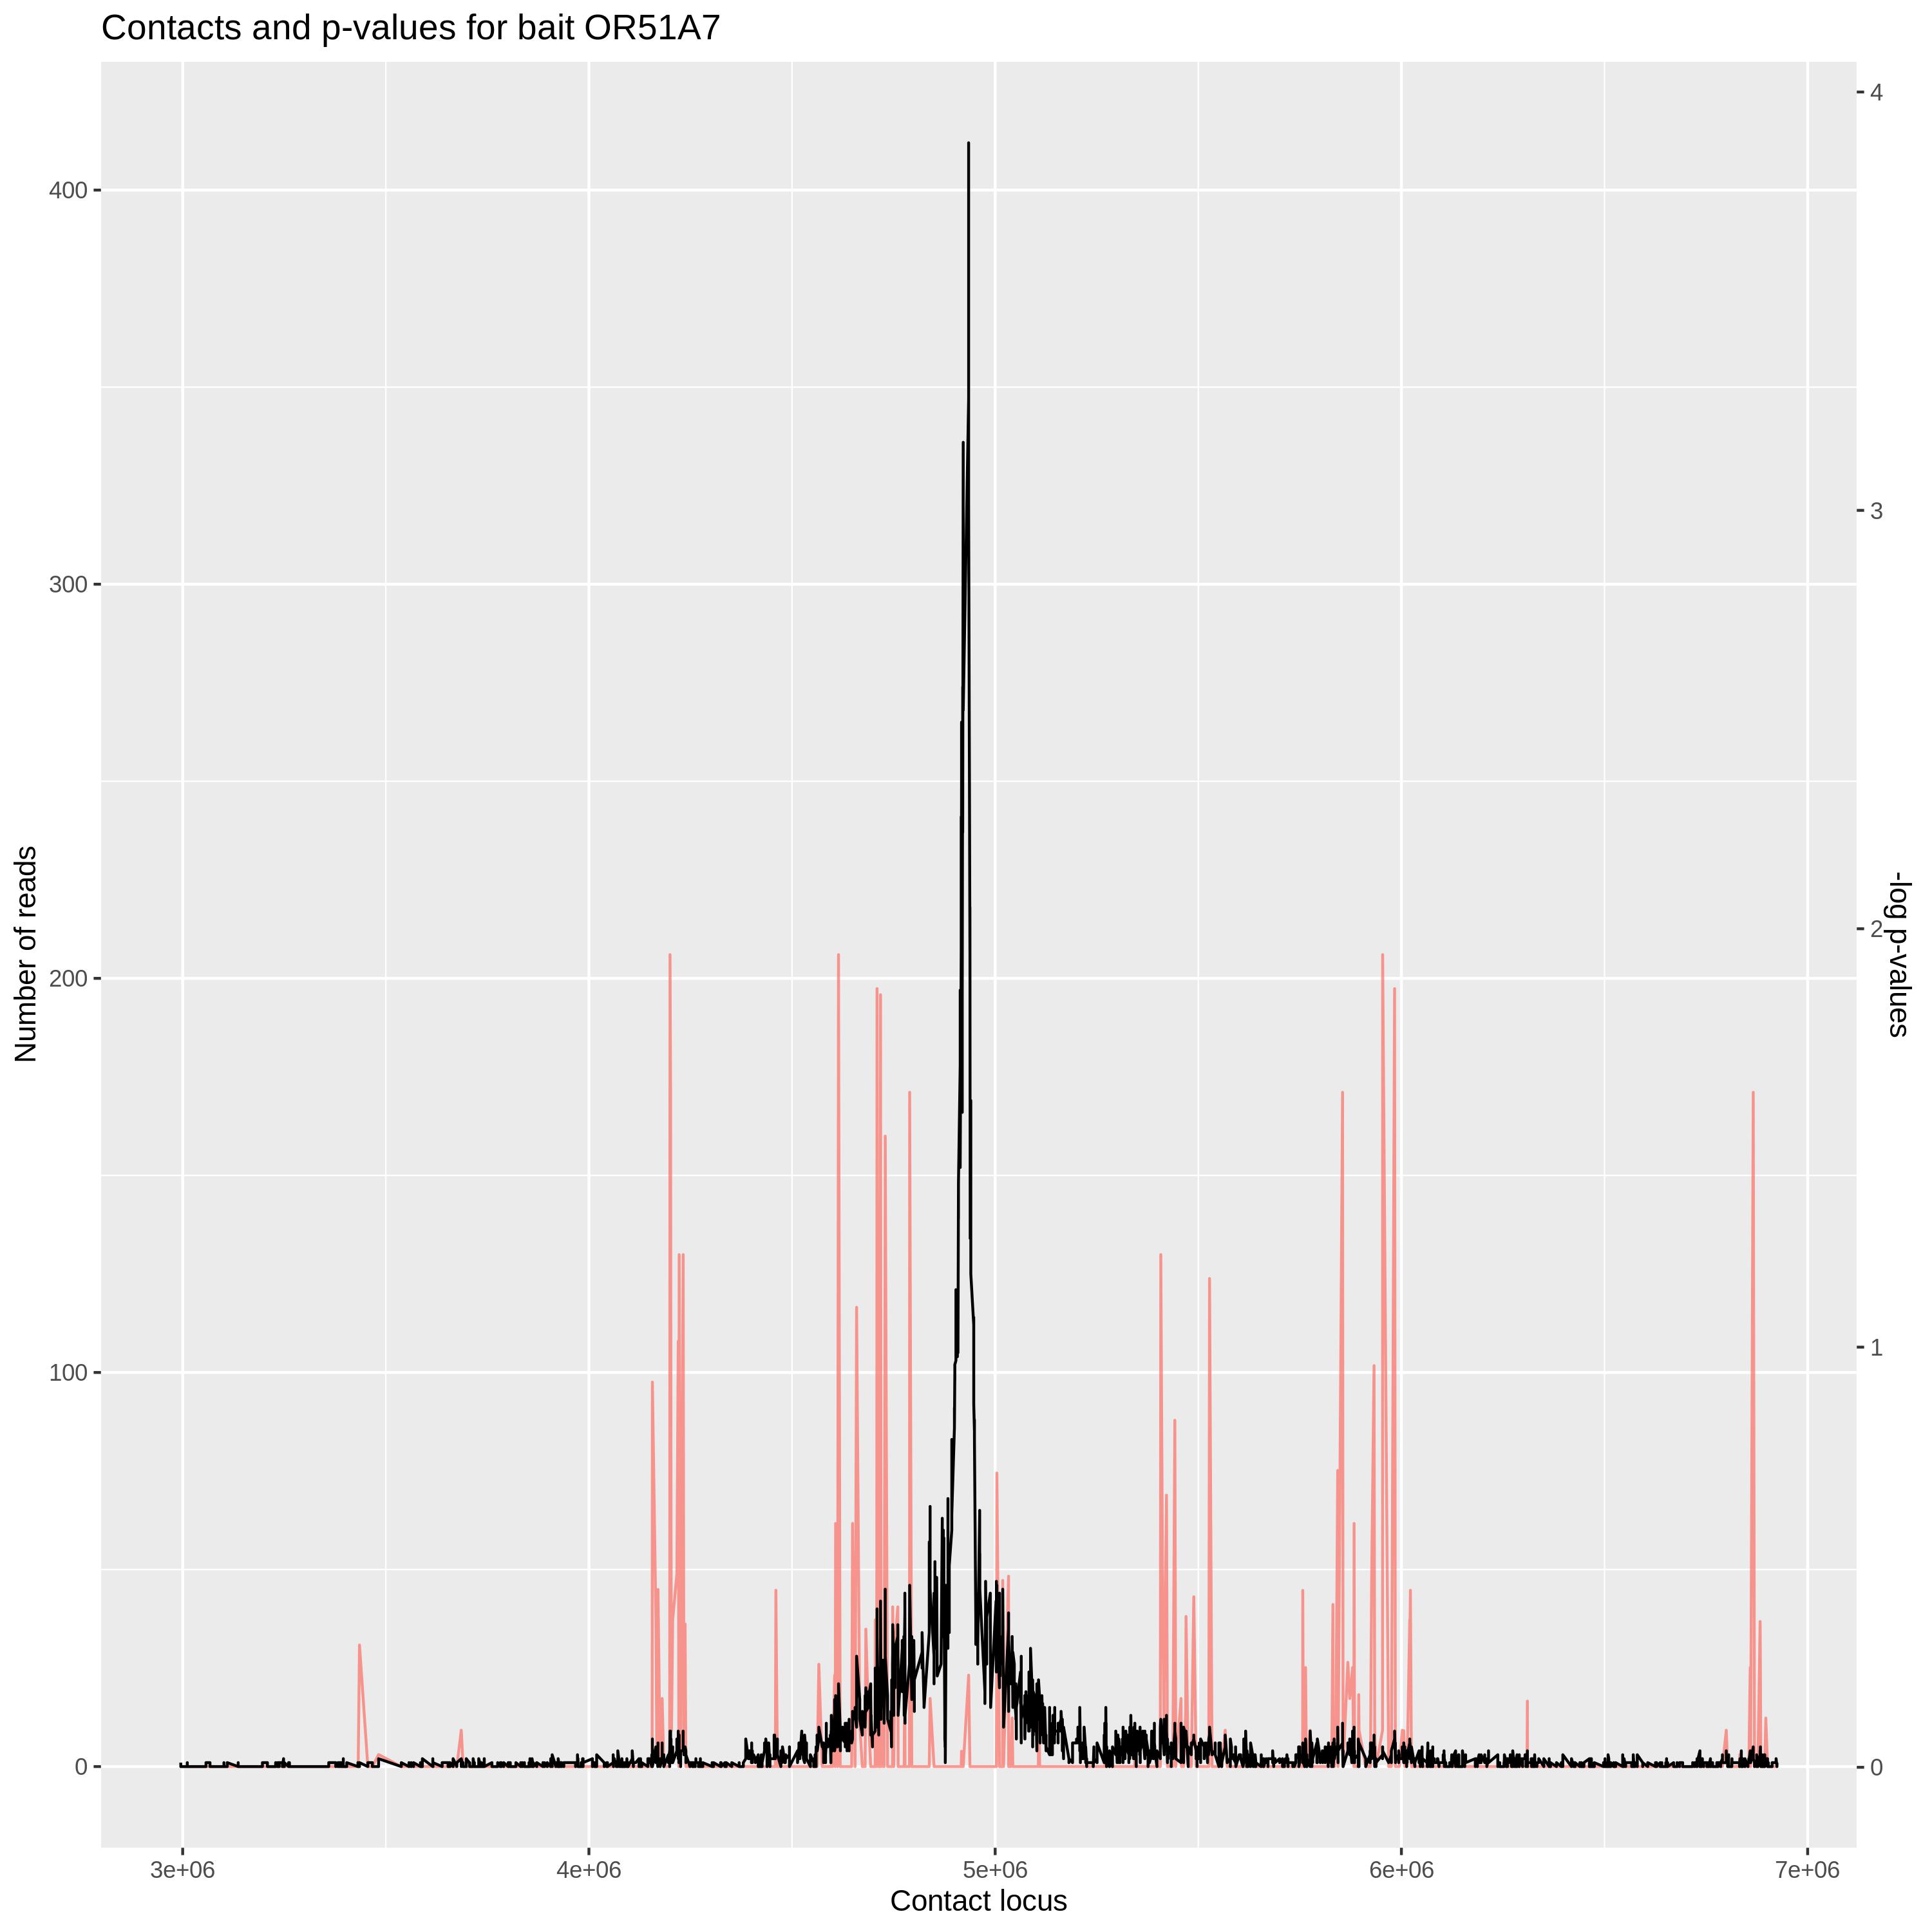 Contacts and p-values for bait OR51A7
400
300
200
100
0
Number of reads
4
3
2
1
0
-log p-values
3e+06 4e+06 5e+06 6e+06 7e+06
Contact locus